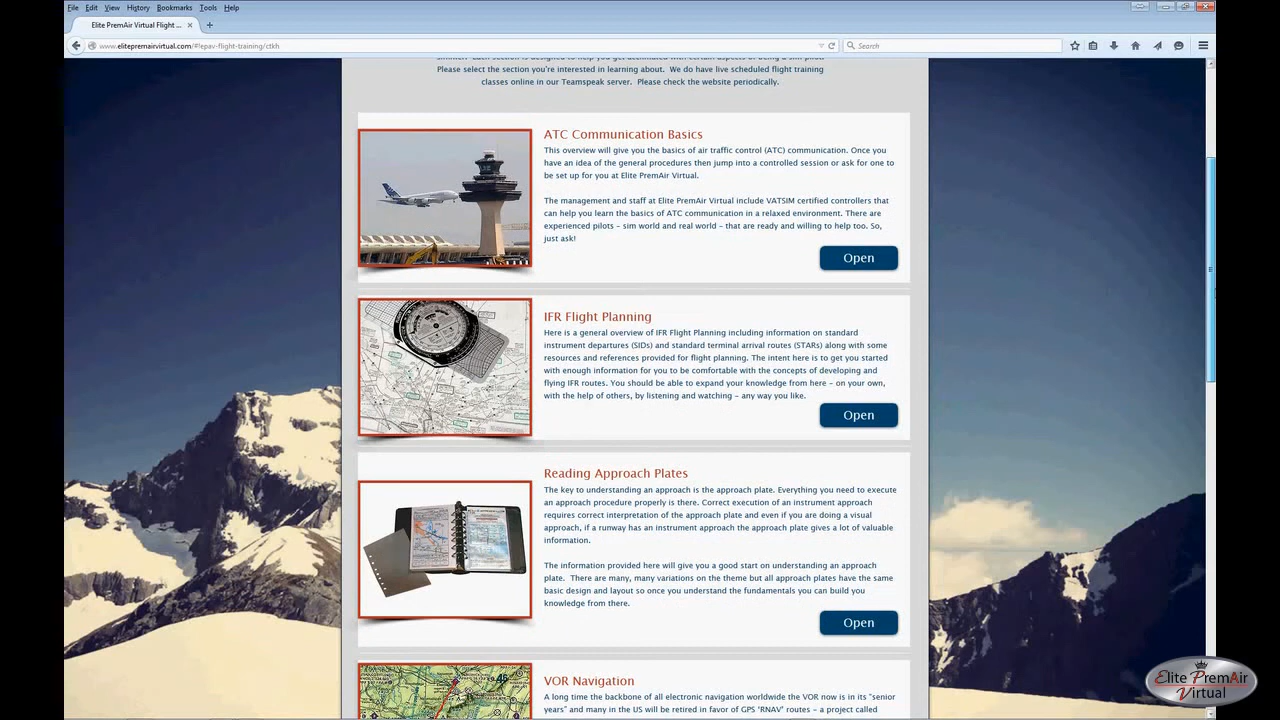 File Edit View History Bookmarks Tools Help
Elite PremAir Virtual Flight ...
www.elitepremairvirtual.com/#!epav-flight-training/ctkh
Search
Please select the section you're interested in learning about. We do have live scheduled flight training
classes online in our Teamspeak server. Please check the website periodically.
ATC Communication Basics
This overview will give you the basics of air traffic control (ATC) communication. Once you
have an idea of the general procedures then jump into a controlled session or ask for one to
be set up for you at Elite PremAir Virtual.
The management and staff at Elite PremAir Virtual include VATSIM certified controllers that
can help you learn the basics of ATC communication in a relaxed environment. There are
experienced pilots - sim world and real world - that are ready and willing to help too. So,
just ask!
Open
IFR Flight Planning
Here is a general overview of IFR Flight Planning including information on standard
instrument departures (SIDs) and standard terminal arrival routes (STARs) along with some
resources and references provided for flight planning. The intent here is to get you started
with enough information for you to be comfortable with the concepts of developing and
flying IFR routes. You should be able to expand your knowledge from here - on your own,
with the help of others, by listening and watching - any way you like.
Open
Reading Approach Plates
The key to understanding an approach is the approach plate. Everything you need to execute
an approach procedure properly is there. Correct execution of an instrument approach
requires correct interpretation of the approach plate and even if you are doing a visual
approach, if a runway has an instrument approach the approach plate gives a lot of valuable
information.
The information provided here will give you a good start on understanding an approach
plate. There are many, many variations on the theme but all approach plates have the same
basic design and layout so once you understand the fundamentals you can build you
knowledge from there.
Open
VOR Navigation
A long time the backbone of all electronic navigation worldwide the VOR now is in its "senior
years" and many in the US will be retired in favor of GPS "RNAV" routes - a project called
Elite PremAir
Virtual